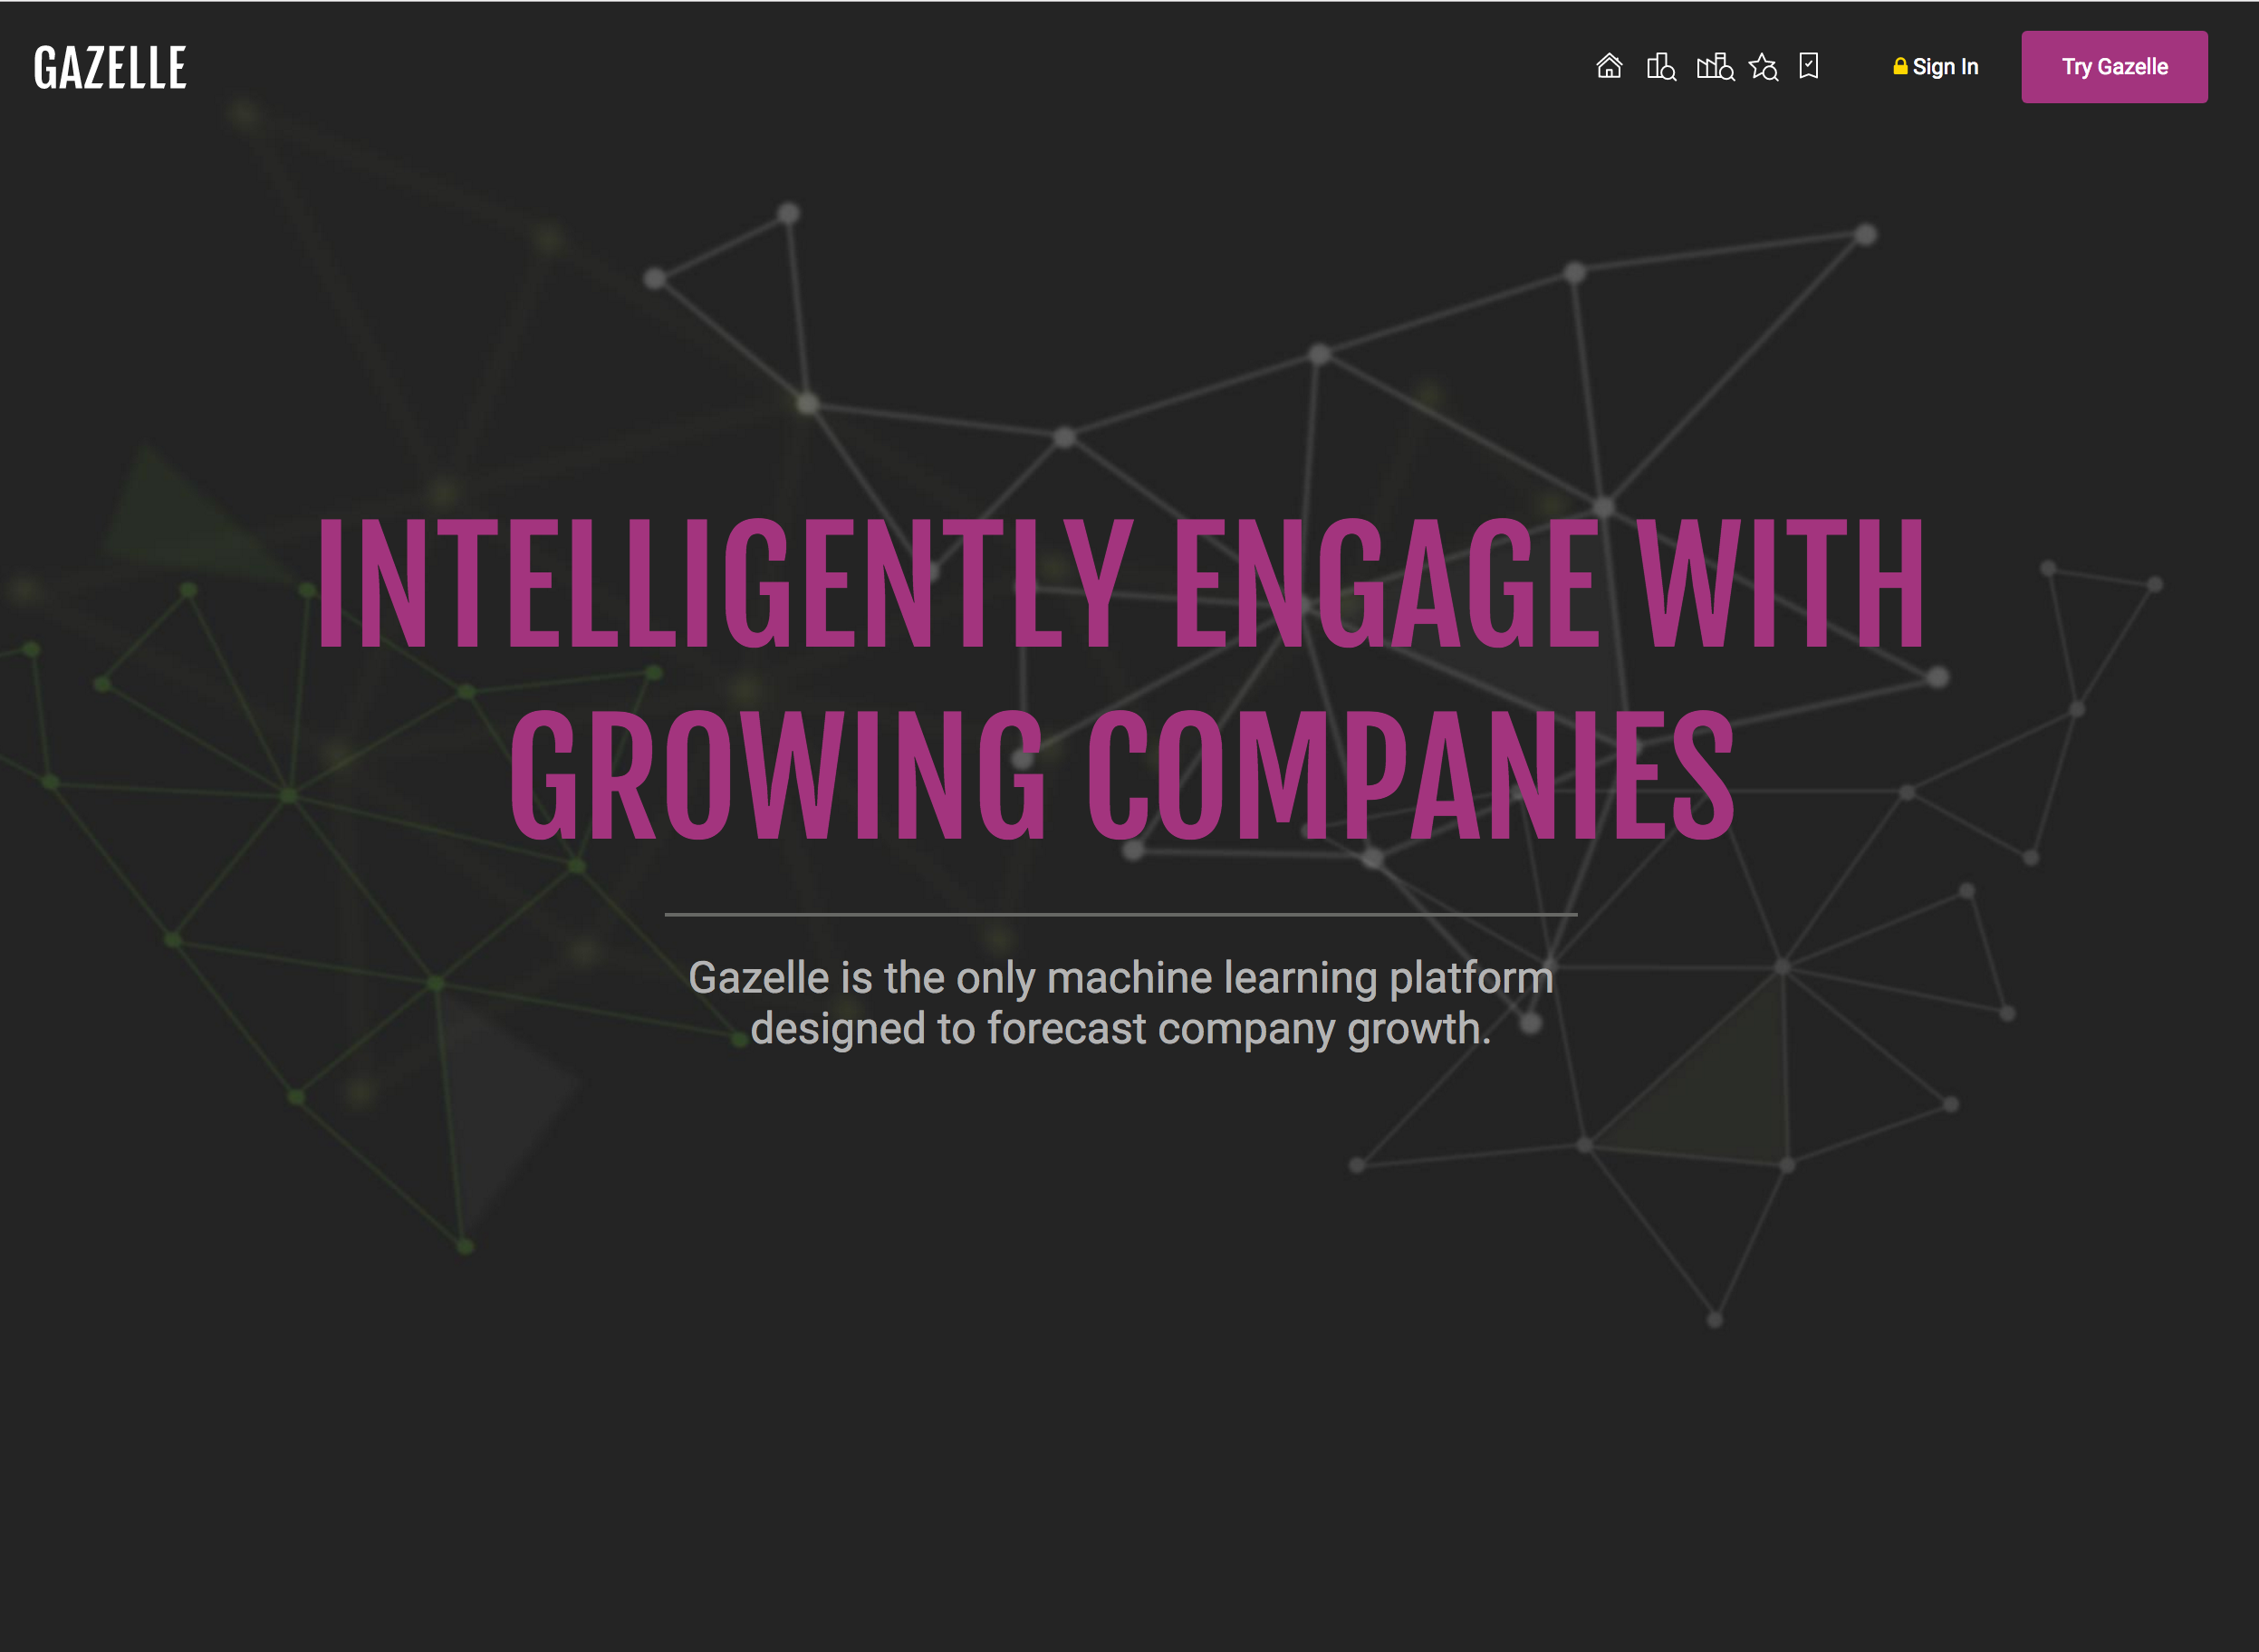 GAZELLE
Sign In
Try Gazelle
INTELLIGENTLY ENGAGE WITH
GROWING COMPANIES
Gazelle is the only machine learning platform
designed to forecast company growth.